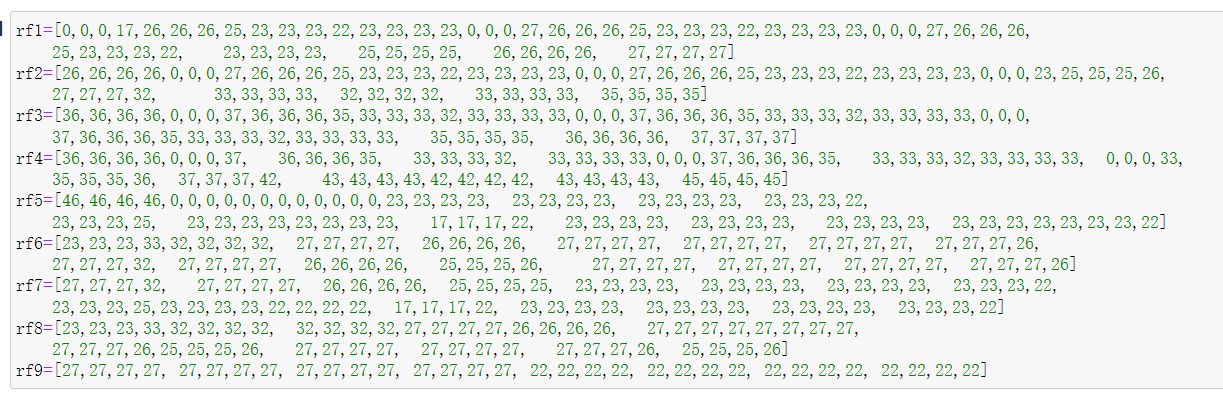 rf1=[0,0,0,17,26,26,26,25,23,23,23,22,23,23,23,23,0,0,0,27,26,26,26,25,23,23,23,22,23,23,23,23,0,0,0,27,26,26,26,
25,23,23,23,22, 23,23,23,23, 25,25,25,25, 26,26,26,26, 27,27,27,27]
rf2=[26,26,26,26,0,0,0,27,26,26,26,25,23,23,23,22,23,23,23,23,0,0,0,27,26,26,26,25,23,23,23,22,23,23,23,23,0,0,0,23,25,25,25,26,
27,27,27,32, 33,33,33,33, 32,32,32,32, 33,33,33,33, 35,35,35,35]
rf3=[36,36,36,36,0,0,0,37,36,36,36,35,33,33,33,32,33,33,33,33,0,0,0,37,36,36,36,35,33,33,33,32,33,33,33,33,0,0,0,
37,36,36,36,35,33,33,33,32,33,33,33,33, 35,35,35,35, 36,36,36,36, 37,37,37,37]
rf4=[36,36,36,36,0,0,0,37, 36,36,36,35, 33,33,33,32, 33,33,33,33,0,0,0,37,36,36,36,35, 33,33,33,32,33,33,33,33, 0,0,0,33,
35,35,35,36, 37,37,37,42, 43,43,43,43,42,42,42,42, 43,43,43,43, 45,45,45,45]
rf5=[46,46,46,46,0,0,0,0,0,0,0,0,0,0,0,0,23,23,23,23, 23,23,23,23, 23,23,23,23, 23,23,23,22,
23,23,23,25, 23,23,23,23,23,23,23,23, 17,17,17,22, 23,23,23,23, 23,23,23,23, 23,23,23,23, 23,23,23,23,23,23,23,22]
rf6=[23,23,23,33,32,32,32,32, 27,27,27,27, 26,26,26,26, 27,27,27,27, 27,27,27,27, 27,27,27,27, 27,27,27,26,
27,27,27,32, 27,27,27,27, 26,26,26,26, 25,25,25,26, 27,27,27,27, 27,27,27,27, 27,27,27,27, 27,27,27,26]
rf7=[27,27,27,32, 27,27,27,27, 26,26,26,26, 25,25,25,25, 23,23,23,23, 23,23,23,23, 23,23,23,23, 23,23,23,22,
23,23,23,25,23,23,23,23,22,22,22,22, 17,17,17,22, 23,23,23,23, 23,23,23,23, 23,23,23,23, 23,23,23,22]
rf8=[23,23,23,33,32,32,32,32, 32,32,32,32,27,27,27,27,26,26,26,26, 27,27,27,27,27,27,27,27,
27,27,27,26,25,25,25,26, 27,27,27,27, 27,27,27,27, 27,27,27,26, 25,25,25,26]
rf9=[27,27,27,27, 27,27,27,27, 27,27,27,27, 27,27,27,27, 22,22,22,22, 22,22,22,22, 22,22,22,22, 22,22,22,22]